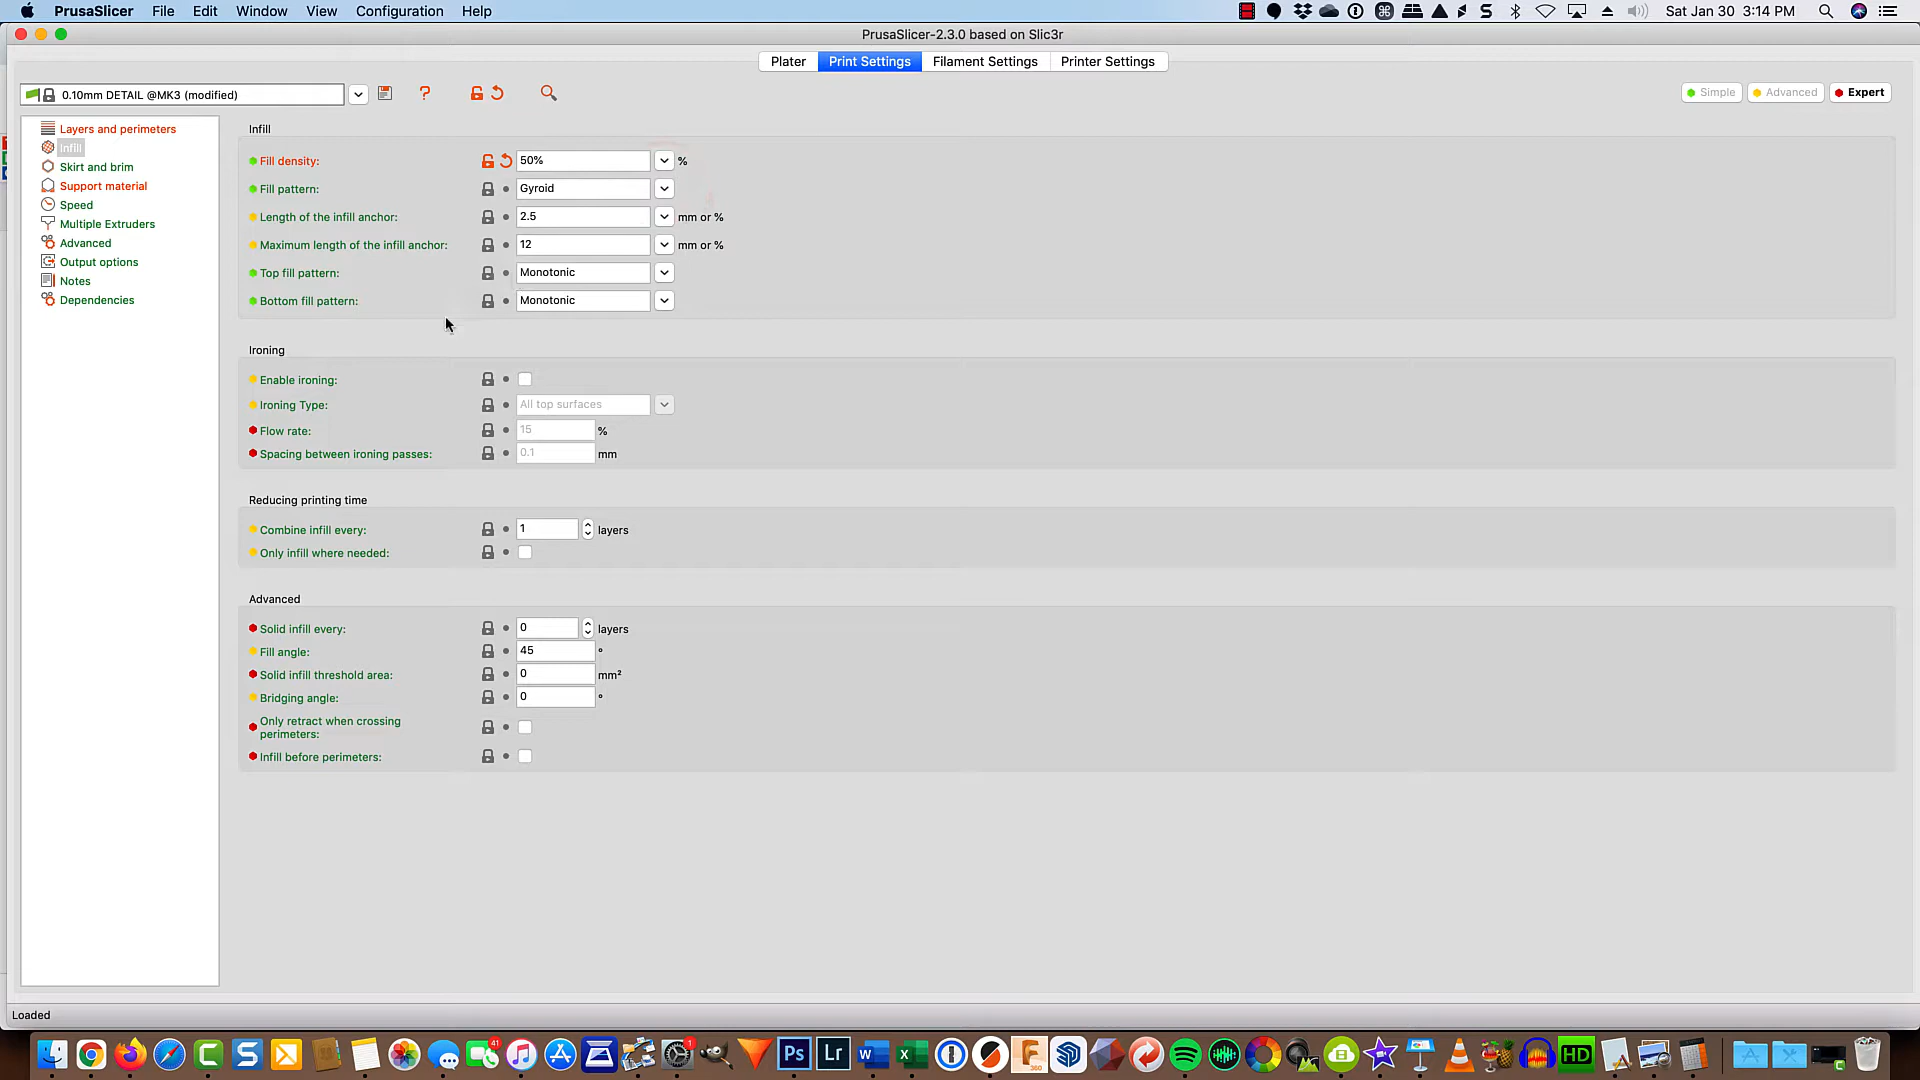 PrusaSlicer File Edit Window View Configuration Help Sat Jan 30 3:14 PM
PrusaSlicer-2.3.0 based on Slic3r
Plater Print Settings Filament Settings Printer Settings
0.10mm DETAIL @MK3 (modified) ? Simple Advanced Expert
Layers and perimeters
Infill
Skirt and brim
Support material
Speed
Multiple Extruders
Advanced
Output options
Notes
Dependencies
Infill
Fill density: 50% %
Fill pattern: Gyroid
Length of the infill anchor: 2.5 mm or %
Maximum length of the infill anchor: 12 mm or %
Top fill pattern: Monotonic
Bottom fill pattern: Monotonic
Ironing
Enable ironing:
Ironing Type: All top surfaces
Flow rate: 15 %
Spacing between ironing passes: 0.1 mm
Reducing printing time
Combine infill every: 1 layers
Only infill where needed:
Advanced
Solid infill every: 0 layers
Fill angle: 45 °
Solid infill threshold area: 0 mm²
Bridging angle: 0 °
Only retract when crossing
perimeters:
Infill before perimeters:
Loaded
41 1 Ps Lr W X F 360 HD